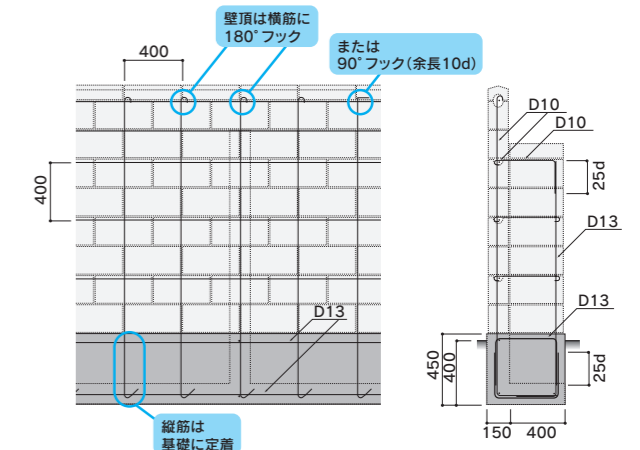 壁頂は横筋に
180°フック
または
90°フック(余長10d)
400
400
D13
縦筋は
基礎に定着
D10
D10
25d
D13
D13
450
400
25d
150
400